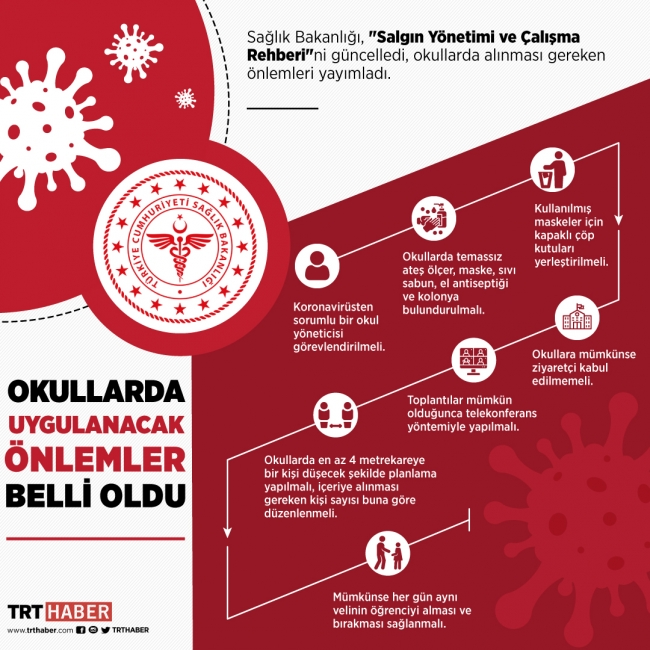 Sağlık Bakanlığı, "Salgın Yönetimi ve Çalışma
Rehberi"ni güncelledi, okullarda alınması gereken
önlemleri yayımladı.
TÜRKİYE CUMHURİYETİ SAĞLIK BAKANLIĞI
OKULLARDA
UYGULANACAK
ÖNLEMLER
BELLİ OLDU
Koronavirüsten
sorumlu bir okul
yöneticisi
görevlendirilmeli.
Okullarda temassız
ateş ölçer, maske, sıvı
sabun, el antiseptiği
ve kolonya
bulundurulmalı.
Kullanılmış
maskeler için
kapaklı çöp
kutuları
yerleştirilmeli.
Okullara mümkünse
ziyaretçi kabul
edilmemeli.
Toplantılar mümkün
olduğunca telekonferans
yöntemiyle yapılmalı.
Okullarda en az 4 metrekareye
bir kişi düşecek şekilde planlama
yapılmalı, içeriye alınması
gereken kişi sayısı buna göre
düzenlenmeli.
Mümkünse her gün aynı
velinin öğrenciyi alması ve
bırakması sağlanmalı.
TRT HABER
www.trthaber.com TRTHABER